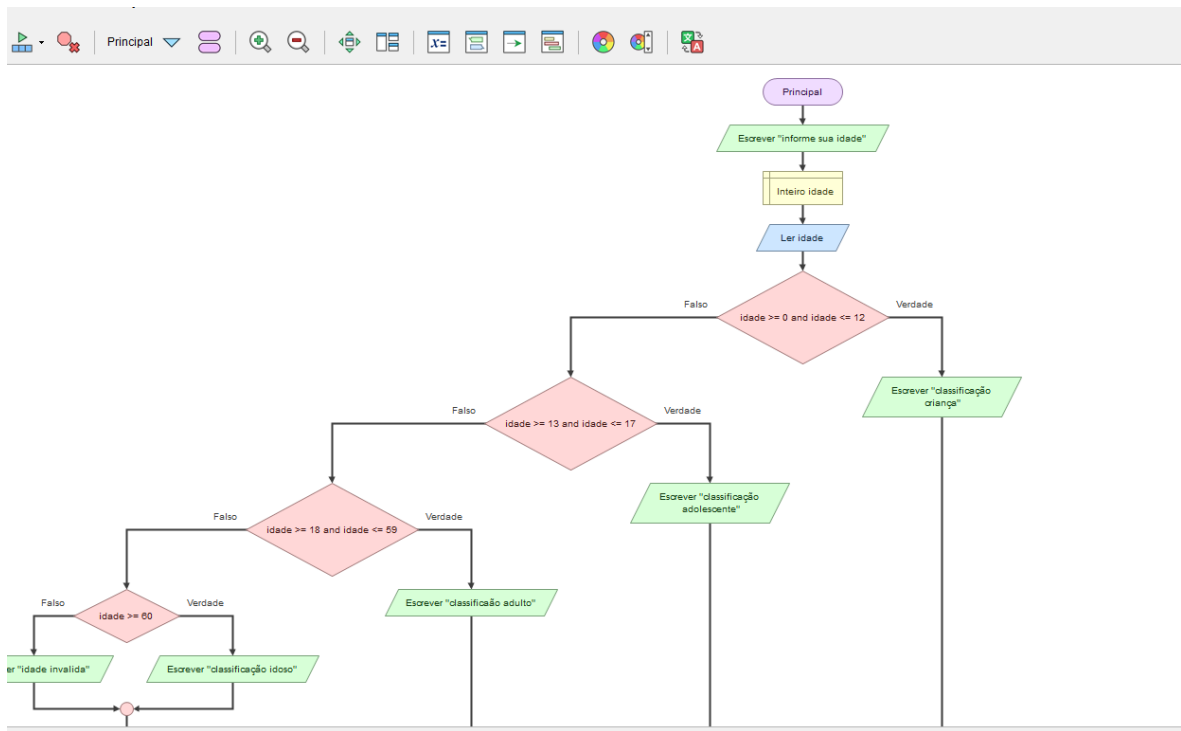 Principal
Principal
Escrever "informe sua idade"
Inteiro idade
Ler idade
Falso
Verdade
idade >= 0 and idade <= 12
Escrever "classificação
criança"
Falso
Verdade
idade >= 13 and idade <= 17
Escrever "classificação
adolescente"
Falso
Verdade
idade >= 18 and idade <= 59
Escrever "classificaão adulto"
Falso
Verdade
idade >= 60
er "idade invalida"
Escrever "classificação idoso"